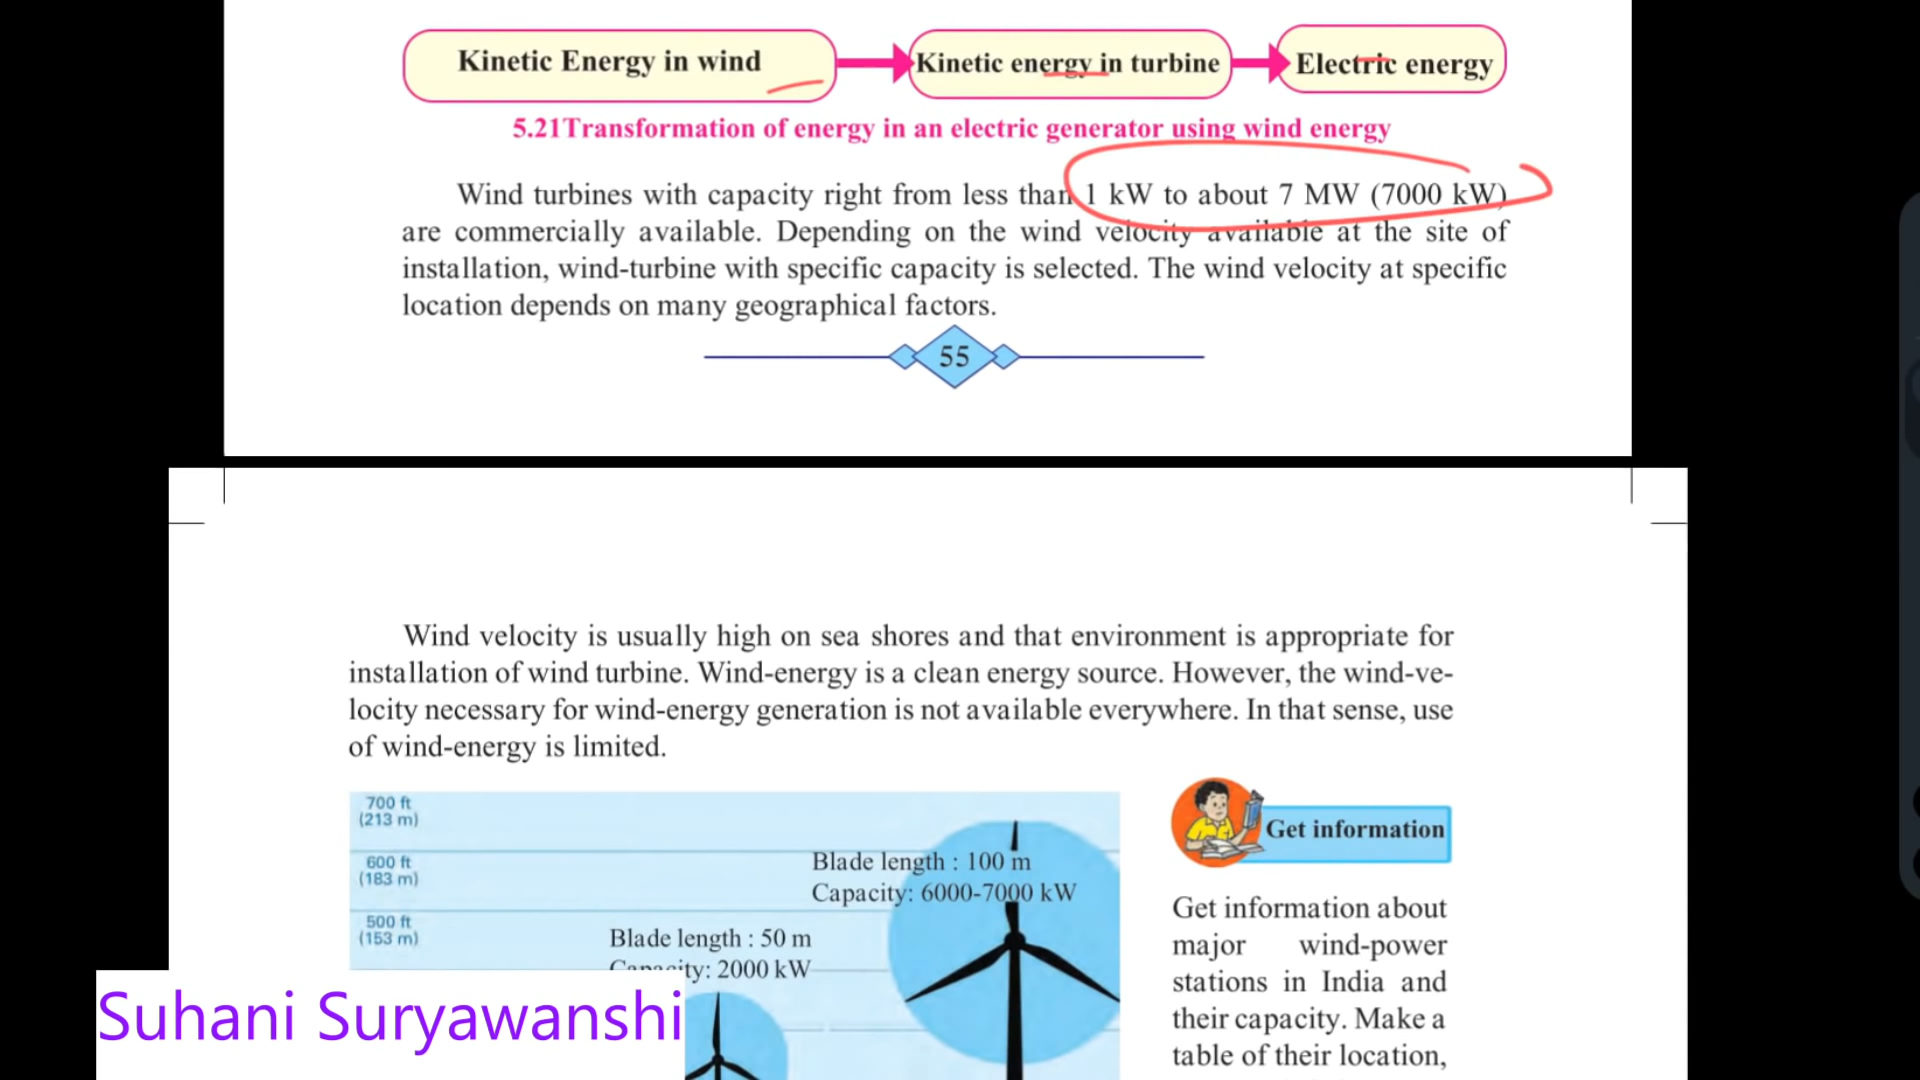 Kinetic Energy in wind Kinetic energy in turbine Electric energy
5.21Transformation of energy in an electric generator using wind energy
Wind turbines with capacity right from less than 1 kW to about 7 MW (7000 kW)
are commercially available. Depending on the wind velocity available at the site of
installation, wind-turbine with specific capacity is selected. The wind velocity at specific
location depends on many geographical factors.
55
Wind velocity is usually high on sea shores and that environment is appropriate for
installation of wind turbine. Wind-energy is a clean energy source. However, the wind-ve-
locity necessary for wind-energy generation is not available everywhere. In that sense, use
of wind-energy is limited.
700 ft
(213 m)
600 ft
(183 m)
500 ft
(153 m)
Blade length : 100 m
Capacity: 6000-7000 kW
Blade length : 50 m
Capacity: 2000 kW
Get information
Get information about
major wind-power
stations in India and
their capacity. Make a
table of their location,
Suhani Suryawanshi